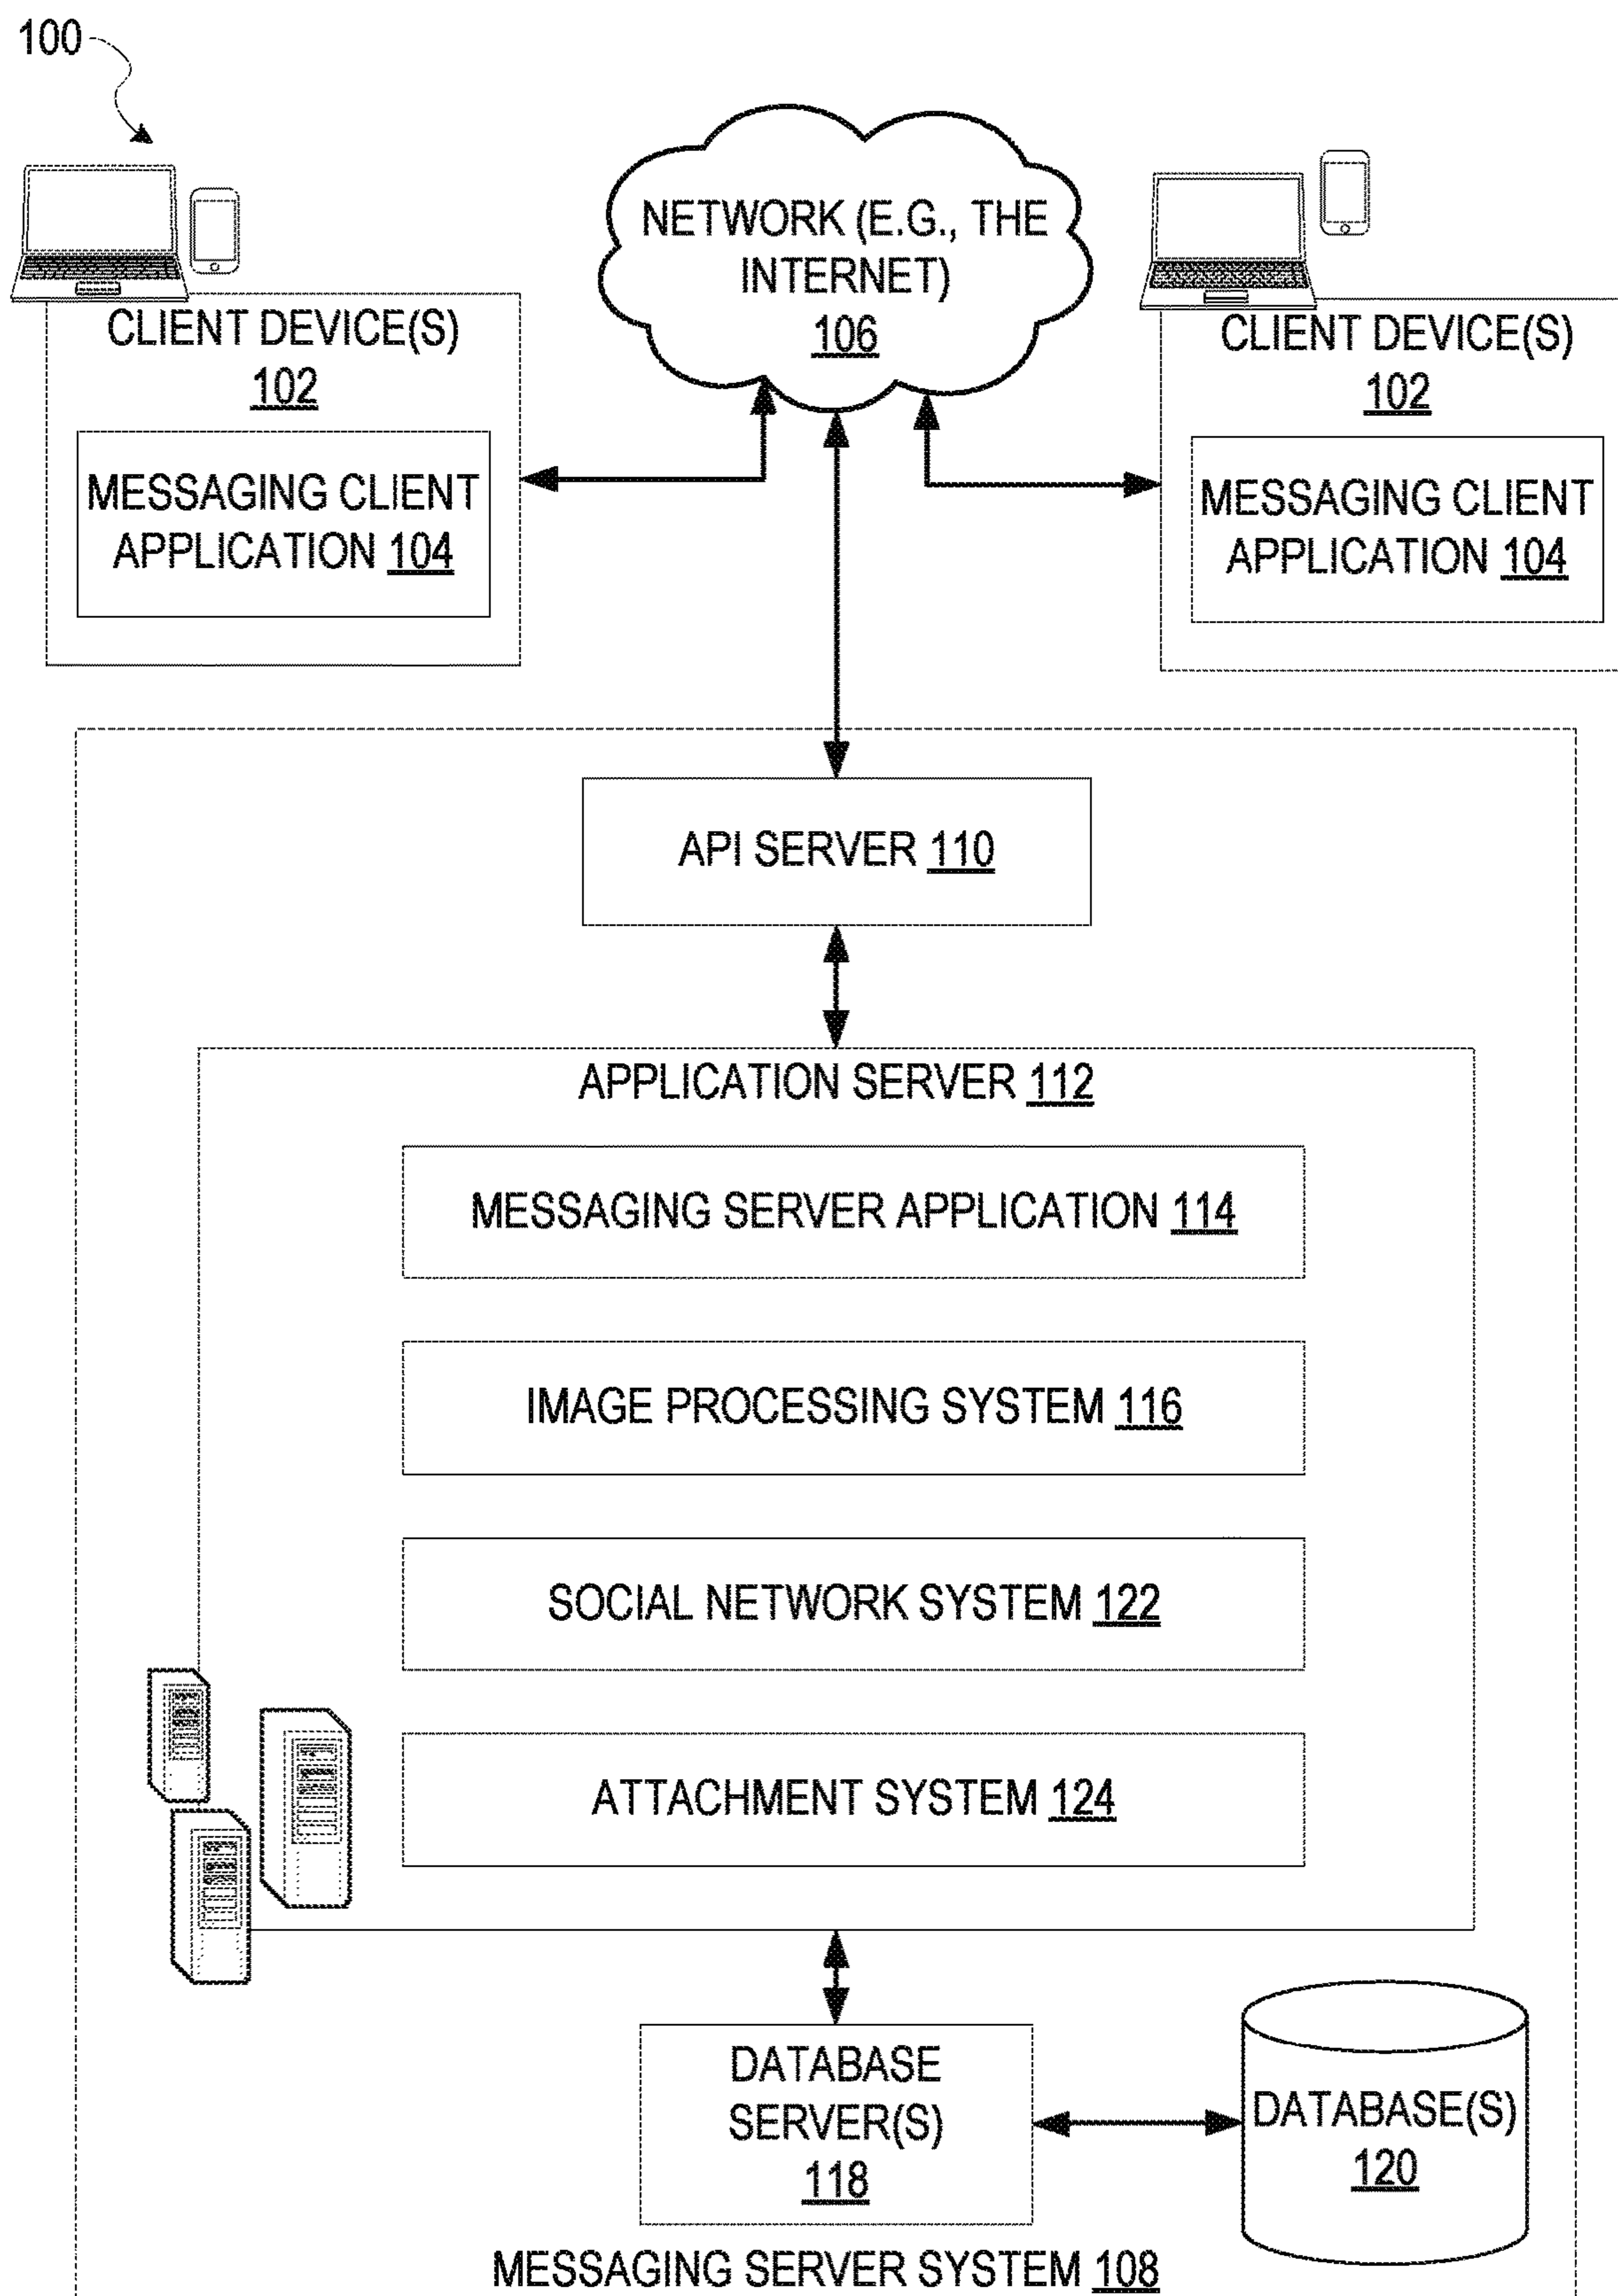 100
NETWORK (E.G., THE
INTERNET)
106
CLIENT DEVICE(S)
102
MESSAGING CLIENT
APPLICATION 104
CLIENT DEVICE(S)
102
MESSAGING CLIENT
APPLICATION 104
API SERVER 110
APPLICATION SERVER 112
MESSAGING SERVER APPLICATION 114
IMAGE PROCESSING SYSTEM 116
SOCIAL NETWORK SYSTEM 122
ATTACHMENT SYSTEM 124
DATABASE
SERVER(S)
118
DATABASE(S)
120
MESSAGING SERVER SYSTEM 108